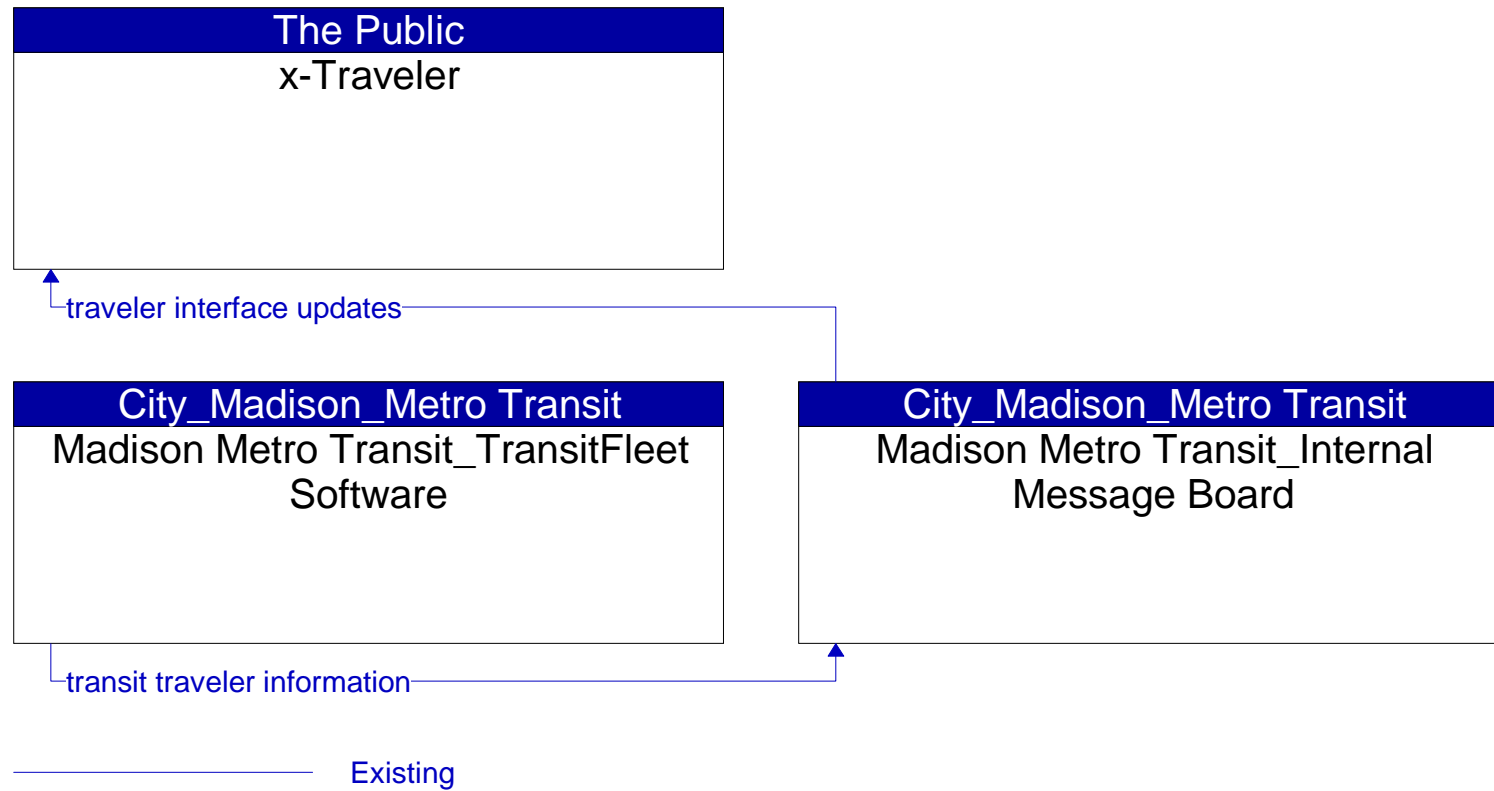 The Public
x-Traveler
traveler interface updates
City_Madison_Metro Transit
Madison Metro Transit_TransitFleet
Software
City_Madison_Metro Transit
Madison Metro Transit_Internal
Message Board
transit traveler information
Existing